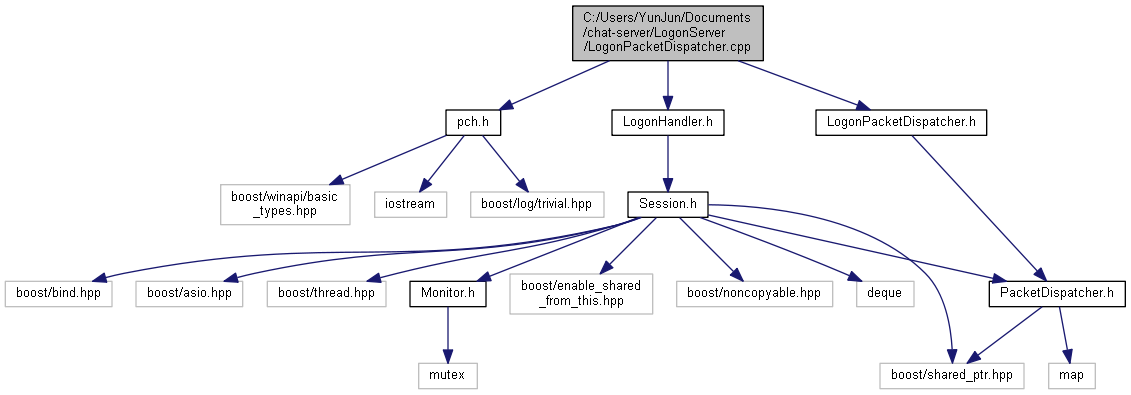 C:/Users/YunJun/Documents
/chat-server/LogonServer
/LogonPacketDispatcher.cpp
pch.h
LogonHandler.h
LogonPacketDispatcher.h
boost/winapi/basic
_types.hpp
iostream
boost/log/trivial.hpp
Session.h
boost/bind.hpp
boost/asio.hpp
boost/thread.hpp
Monitor.h
boost/enable_shared
_from_this.hpp
boost/noncopyable.hpp
deque
PacketDispatcher.h
mutex
boost/shared_ptr.hpp
map